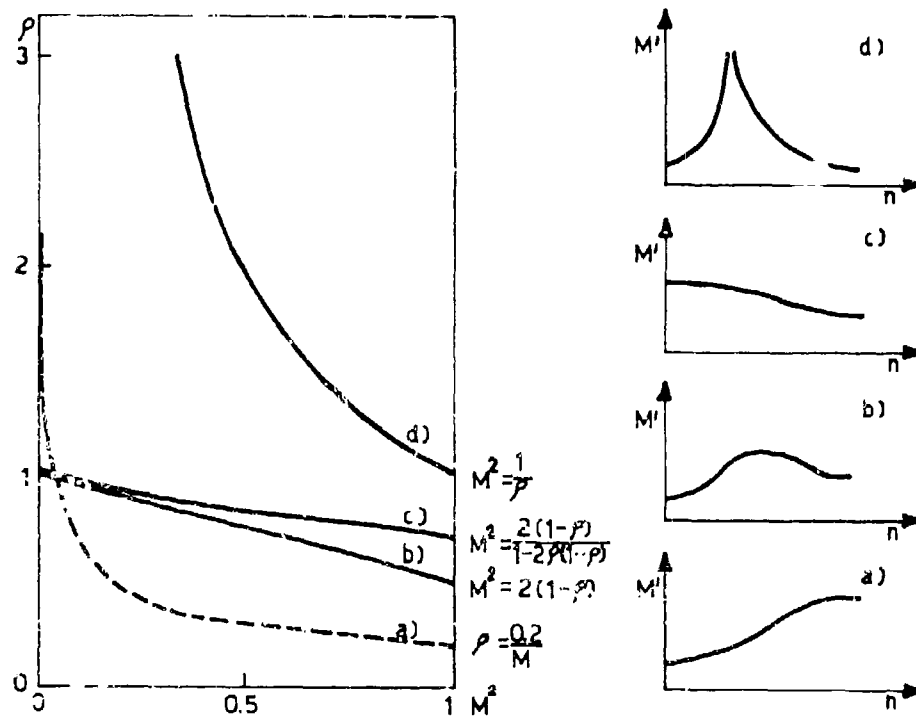 ρ
3
2
1
0
0
0.5
1
M²
d)
c)
b)
a)
M² = 1/ρ
M² = 2(1-ρ)/1-2ρ(1-ρ)
M² = 2(1-ρ)
ρ = 0.2/M
M'
d)
n
M'
c)
n
M'
b)
n
M'
a)
n